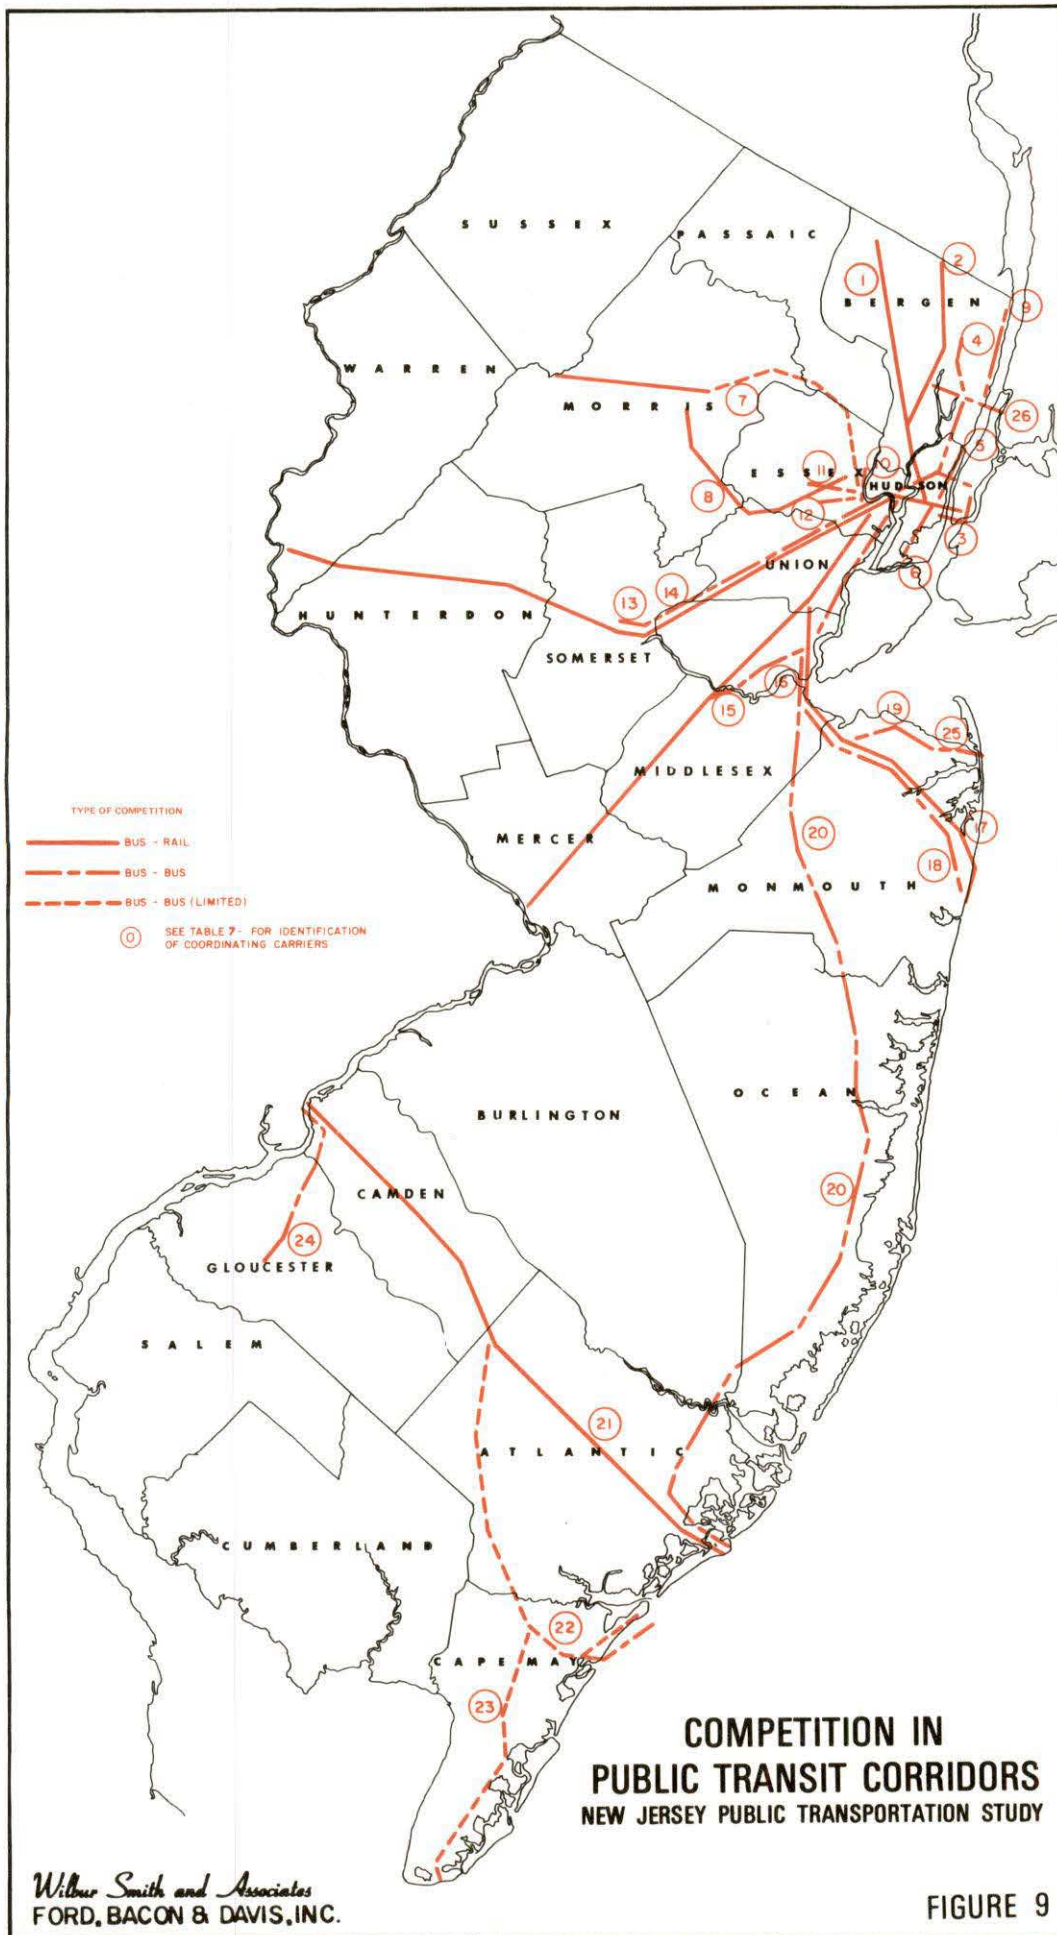 SUSSEX
PASSAIC
2
1
BERGEN
9
4
WARREN
7
MORRIS
26
5
10
ESSEX
11
HUDSON
8
12
3
UNION
6
14
13
HUNTERDON
SOMERSET
16
15
19
25
MIDDLESEX
TYPE OF COMPETITION
BUS - RAIL
BUS - BUS
BUS - BUS (LIMITED)
0
SEE TABLE 7 - FOR IDENTIFICATION
OF COORDINATING CARRIERS
MERCER
20
17
18
MONMOUTH
OCEAN
BURLINGTON
CAMDEN
20
24
GLOUCESTER
SALEM
21
ATLANTIC
CUMBERLAND
22
CAPE MAY
23
COMPETITION IN
PUBLIC TRANSIT CORRIDORS
NEW JERSEY PUBLIC TRANSPORTATION STUDY
Wilbur Smith and Associates
FORD, BACON & DAVIS, INC.
FIGURE 9